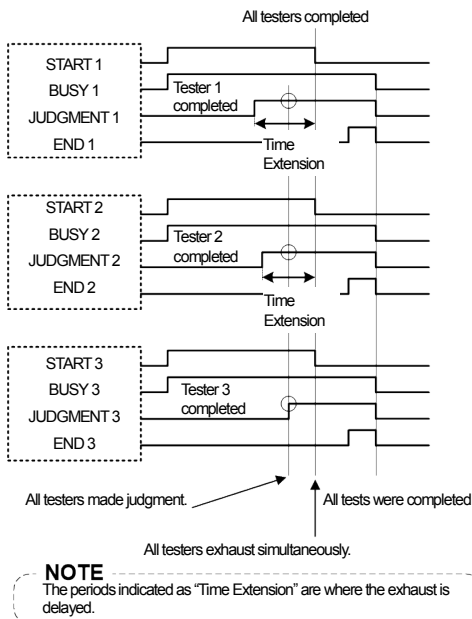 All testers completed
START 1
BUSY 1
Tester 1
completed
JUDGMENT 1
END 1
Time
Extension
START 2
BUSY 2
Tester 2
completed
JUDGMENT 2
END 2
Time
Extension
START 3
BUSY 3
Tester 3
completed
JUDGMENT 3
END 3
All testers made judgment.
All tests were completed
All testers exhaust simultaneously.
NOTE
The periods indicated as "Time Extension" are where the exhaust is
delayed.